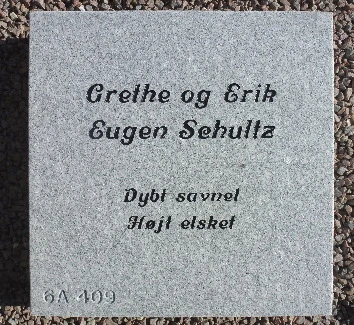 Grethe og Erik
Eugen Schultz
Dybt savnet
Højt elsket
6A 409